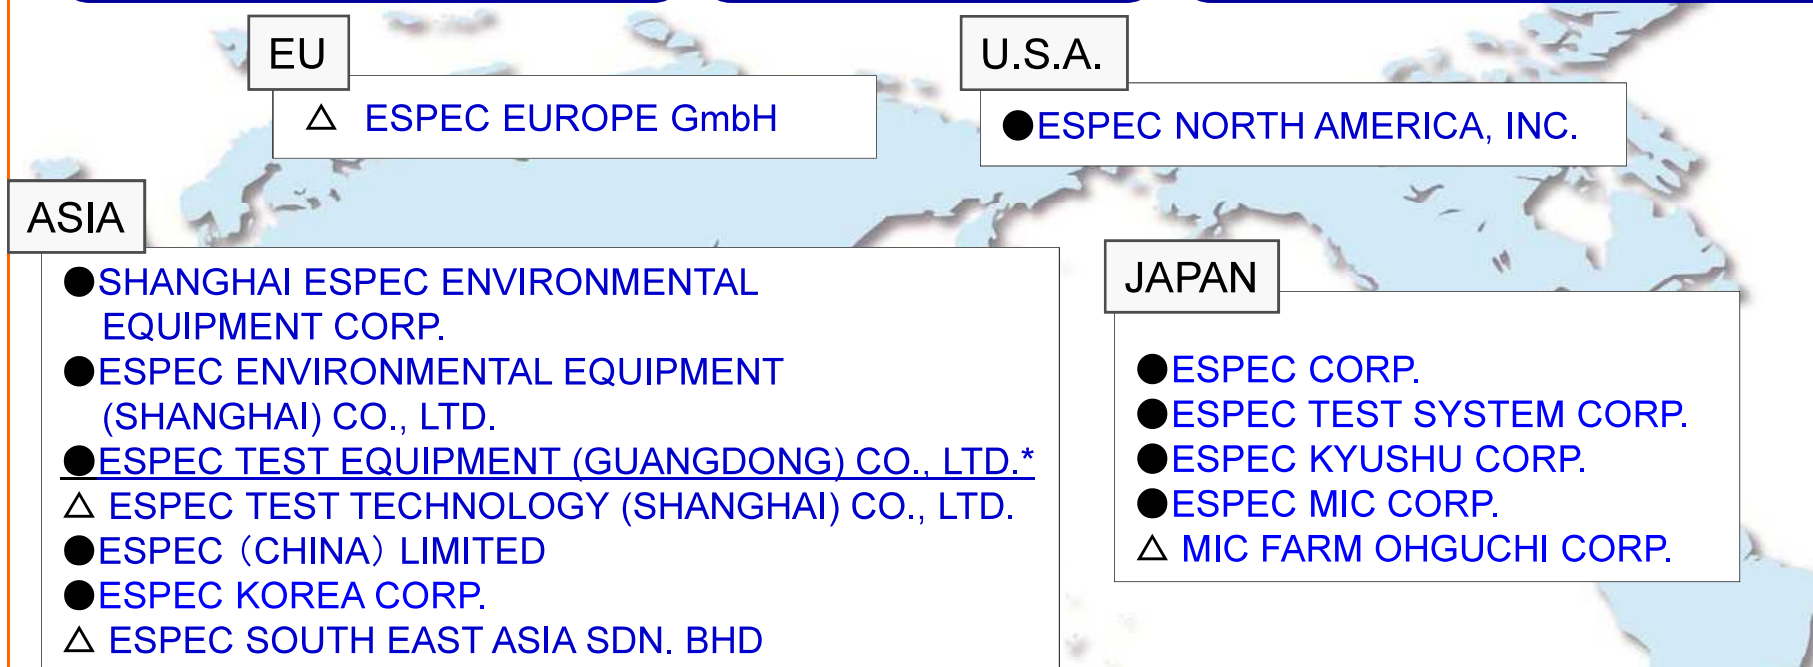 EU
△ ESPEC EUROPE GmbH
U.S.A.
●ESPEC NORTH AMERICA, INC.
ASIA
●SHANGHAI ESPEC ENVIRONMENTAL
EQUIPMENT CORP.
●ESPEC ENVIRONMENTAL EQUIPMENT
(SHANGHAI) CO., LTD.
●ESPEC TEST EQUIPMENT (GUANGDONG) CO., LTD.*
△ ESPEC TEST TECHNOLOGY (SHANGHAI) CO., LTD.
●ESPEC（CHINA）LIMITED
●ESPEC KOREA CORP.
△ ESPEC SOUTH EAST ASIA SDN. BHD
JAPAN
●ESPEC CORP.
●ESPEC TEST SYSTEM CORP.
●ESPEC KYUSHU CORP.
●ESPEC MIC CORP.
△ MIC FARM OHGUCHI CORP.